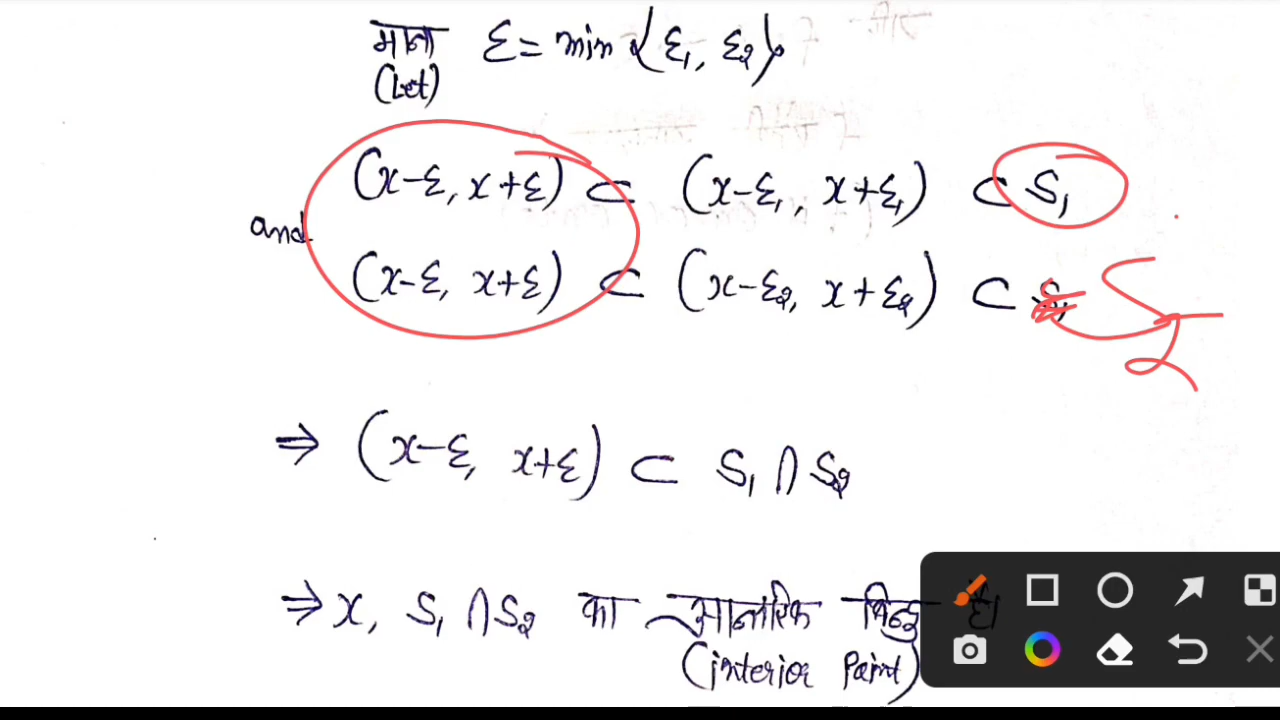 माना ε = min {ε₁, ε₂}
(Let)
(x-ε, x+ε) ⊂ (x-ε₁, x+ε₁) ⊂ S₁
and
(x-ε, x+ε) ⊂ (x-ε₂, x+ε₂) ⊂ S₂
⇒ (x-ε, x+ε) ⊂ S₁ ∩ S₂
⇒ x, S₁ ∩ S₂ का आन्तरिक बिन्दु है।
(interior Point)